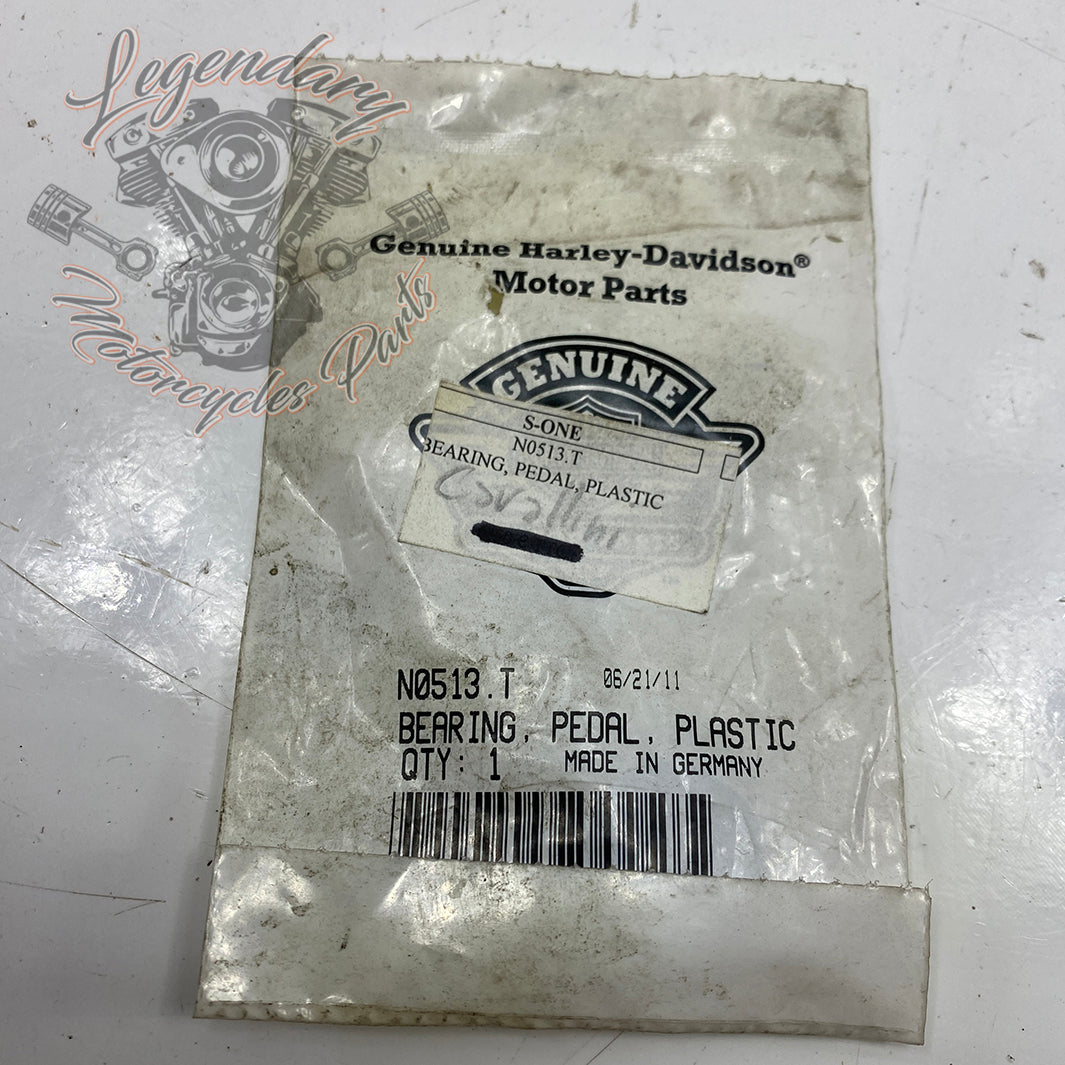 Legendary
Motorcycles Parts
Genuine Harley-Davidson®
Motor Parts
GENUINE
S-ONE
N0513.T
BEARING, PEDAL, PLASTIC
Cavallini
N0513.T 06/21/11
BEARING, PEDAL, PLASTIC
QTY: 1 MADE IN GERMANY